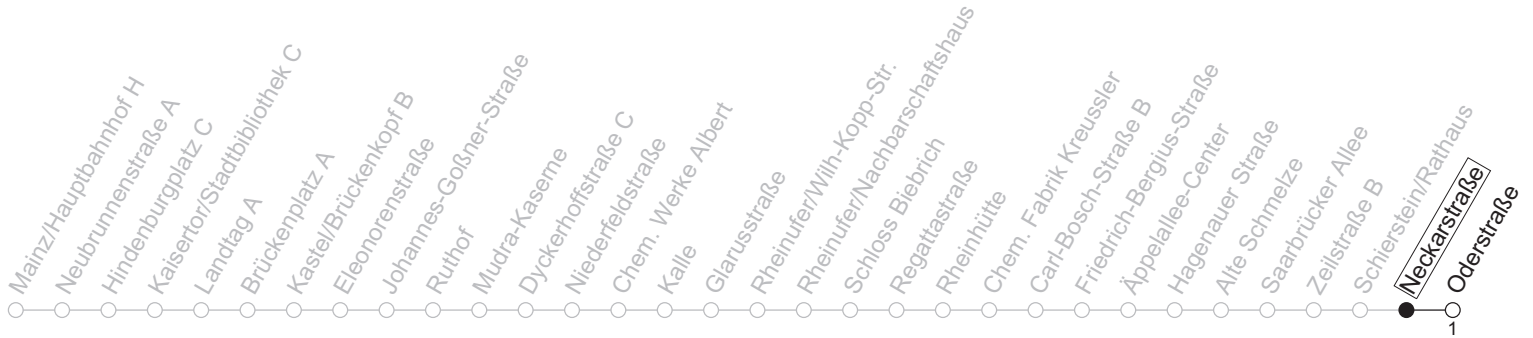 Mainz/Hauptbahnhof H
Neubrunnenstraße A
Hindenburgplatz C
Kaisertor/Stadtbibliothek C
Landtag A
Brückenplatz A
Kastel/Brückenkopf B
Eleonorenstraße
Johannes-Goßner-Straße
Ruthof
Mudra-Kaserne
Dyckerhoffstraße C
Niederfeldstraße
Chem. Werke Albert
Kalle
Glarusstraße
Rheinufer/Wilh-Kopp-Str.
Rheinufer/Nachbarschaftshaus
Schloss Biebrich
Regattastraße
Rheinhütte
Chem. Fabrik Kreussler
Carl-Bosch-Straße B
Friedrich-Bergius-Straße
Äppelallee-Center
Hagenauer Straße
Alte Schmelze
Saarbrücker Allee
Zeilstraße B
Schierstein/Rathaus
Neckarstraße
Oderstraße
1